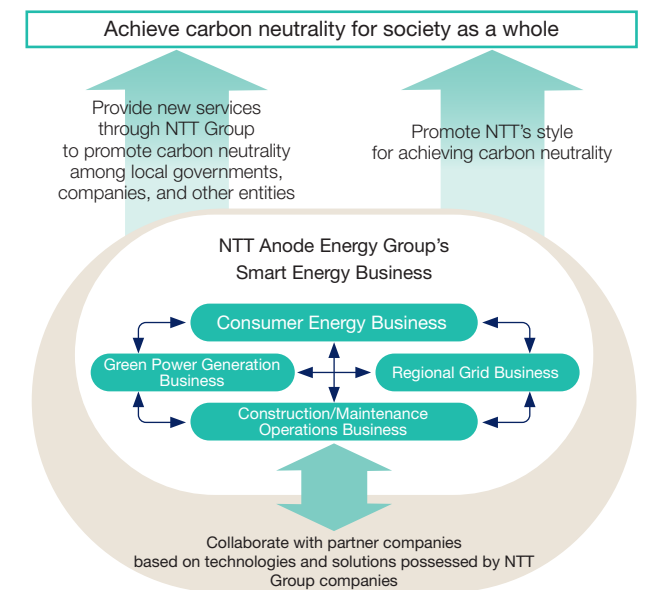 Achieve carbon neutrality for society as a whole
Provide new services
through NTT Group
to promote carbon neutrality
among local governments,
companies, and other entities
Promote NTT's style
for achieving carbon neutrality
NTT Anode Energy Group's
Smart Energy Business
Consumer Energy Business
Green Power Generation
Business
Regional Grid Business
Construction/Maintenance
Operations Business
Collaborate with partner companies
based on technologies and solutions possessed by NTT
Group companies